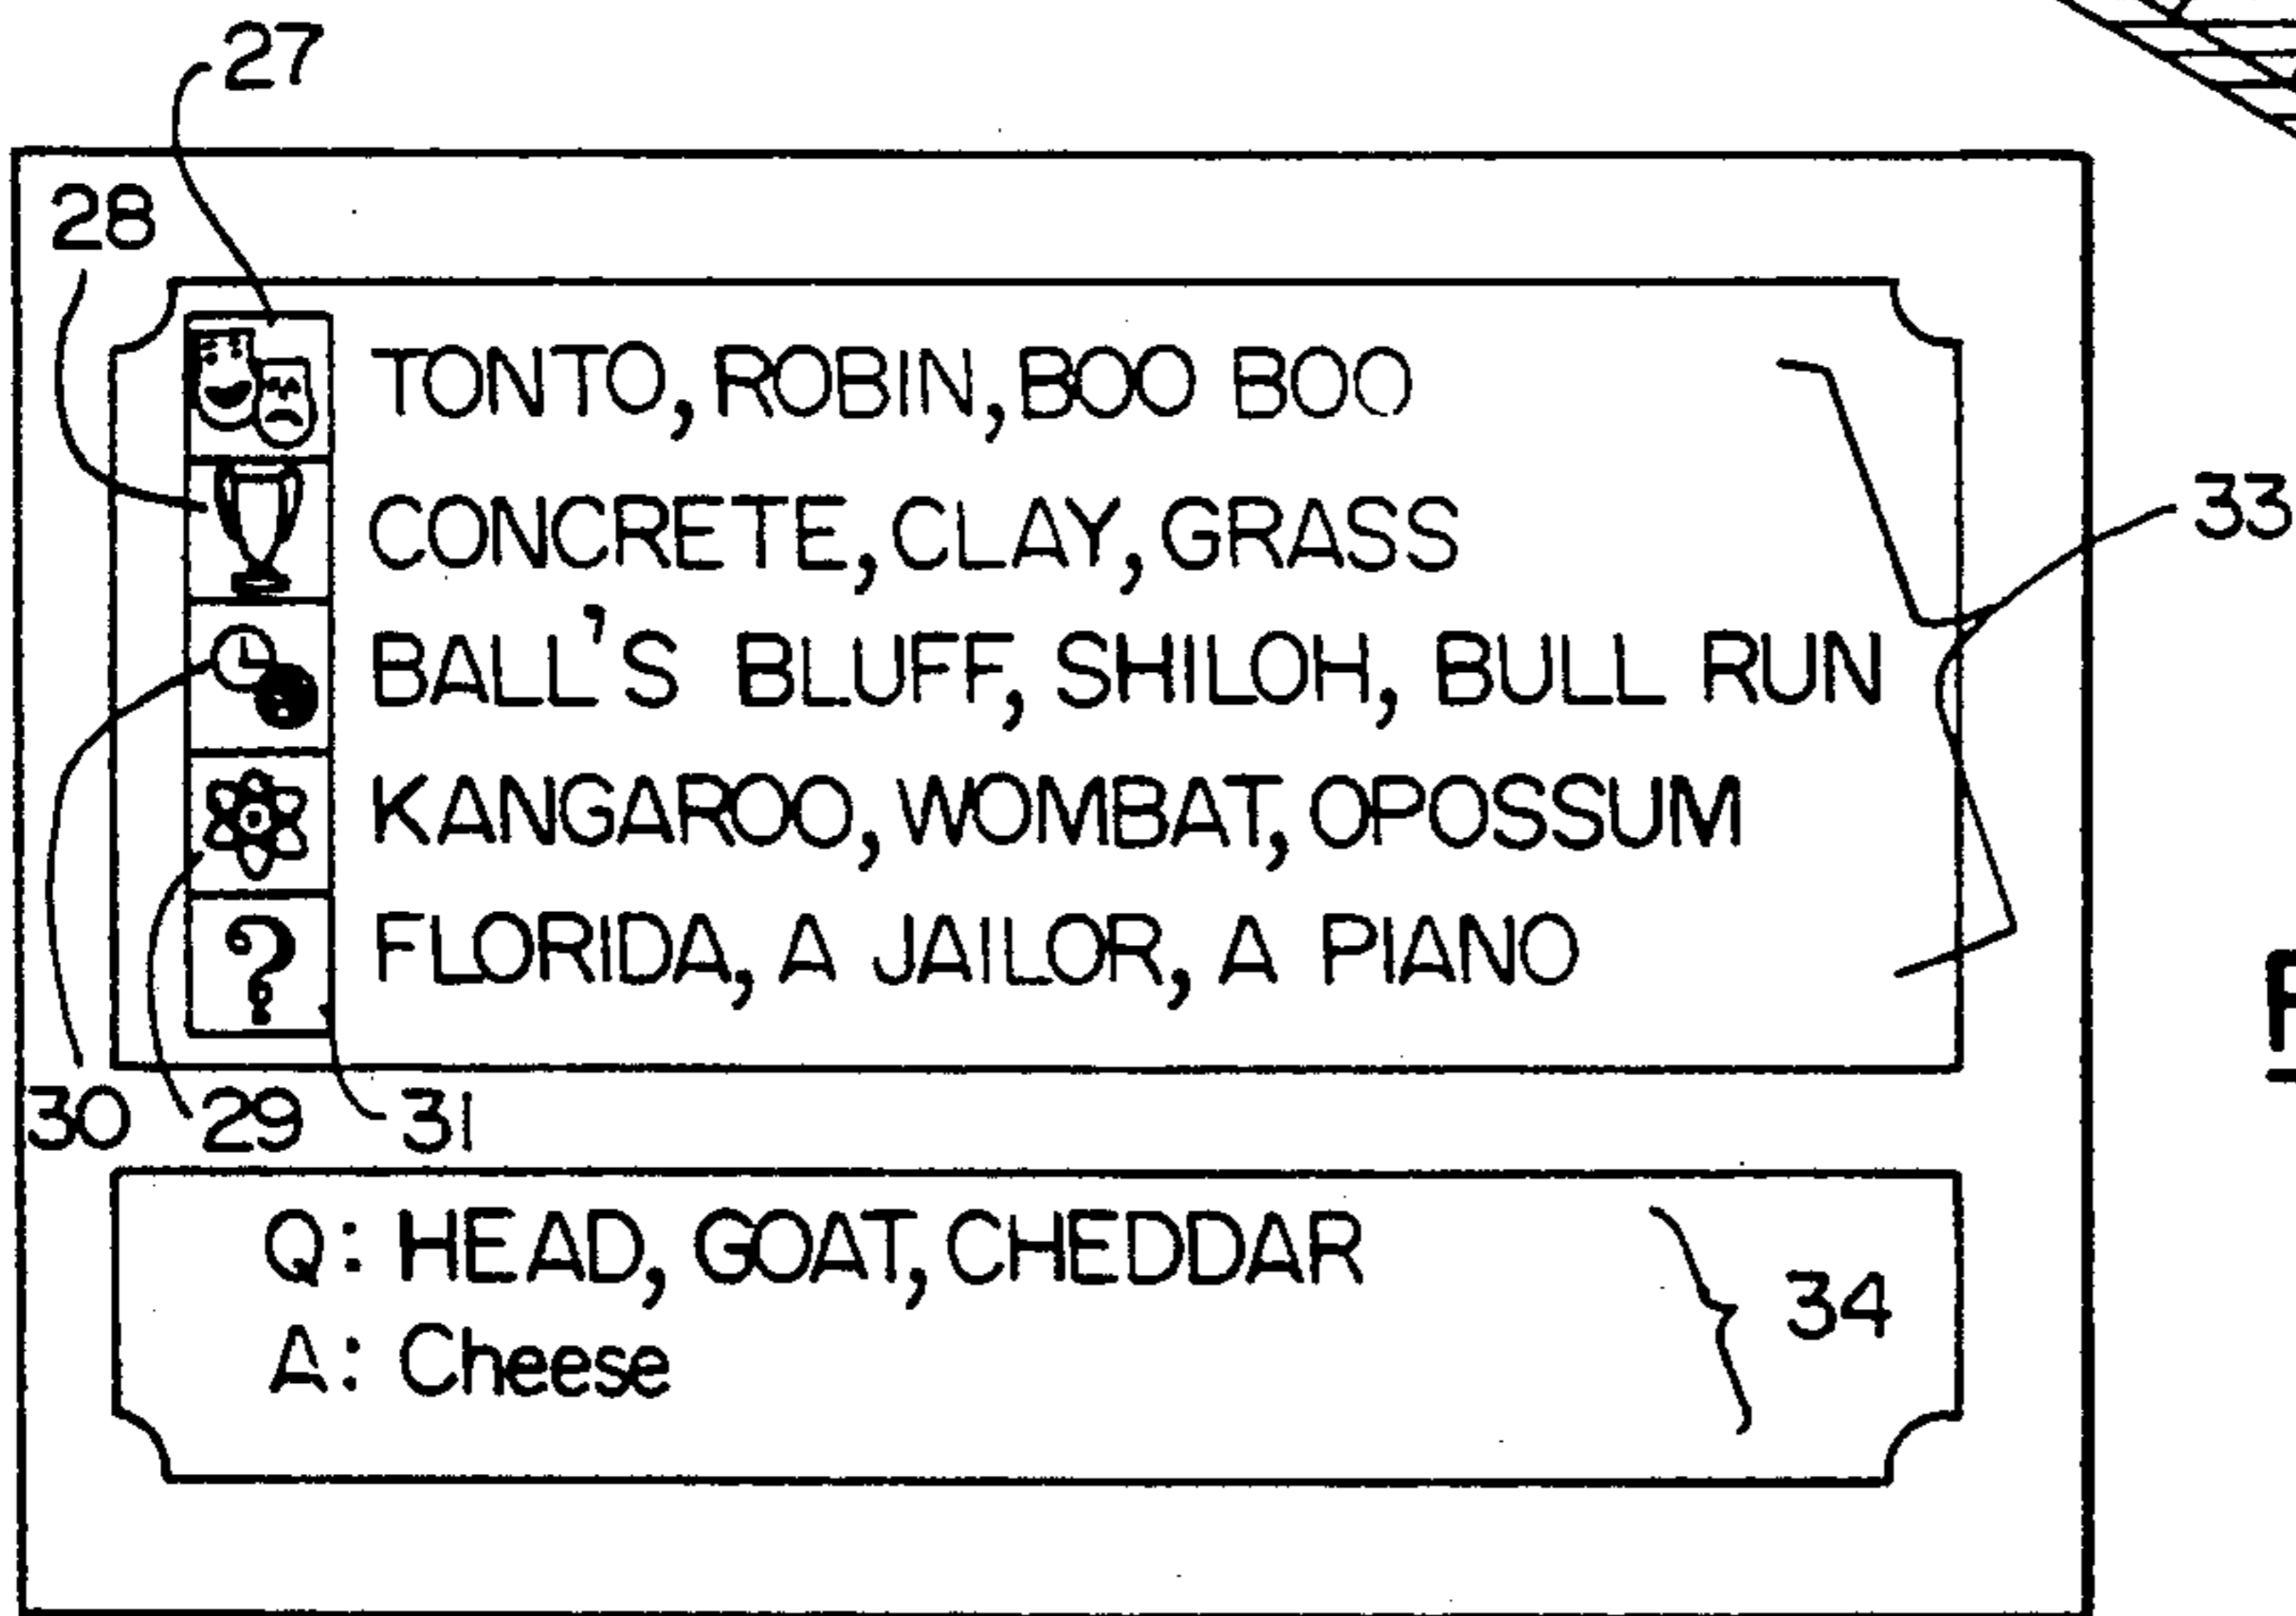 27
28
TONTO, ROBIN, BOO BOO
CONCRETE, CLAY, GRASS
33
BALL'S BLUFF, SHILOH, BULL RUN
KANGAROO, WOMBAT, OPOSSUM
?
FLORIDA, A JAILOR, A PIANO
30 29 31
Q: HEAD, GOAT, CHEDDAR
34
A: Cheese